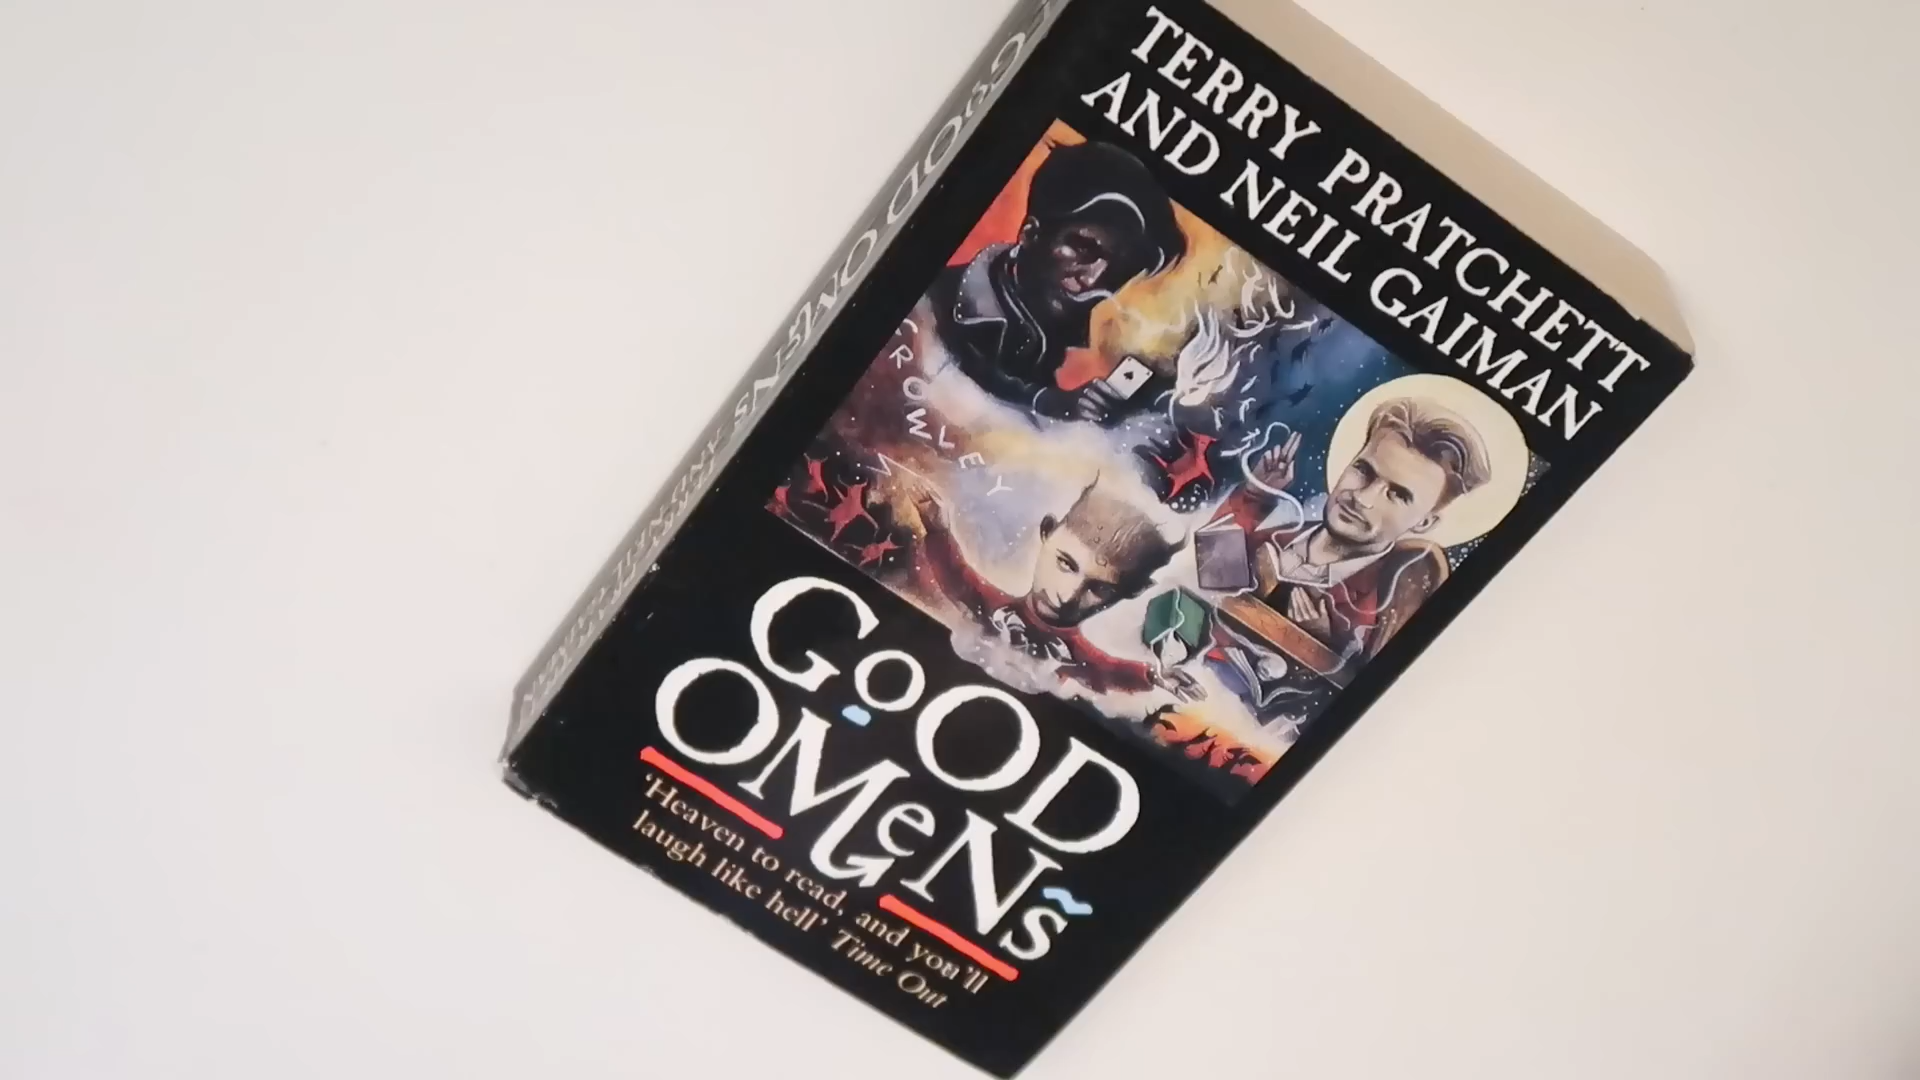 TERRY PRATCHETT
AND NEIL GAIMAN
CROWLEY
GOOD
OMENS
'Heaven to read, and you'll
laugh like hell' Time Out
GOOD OMENS